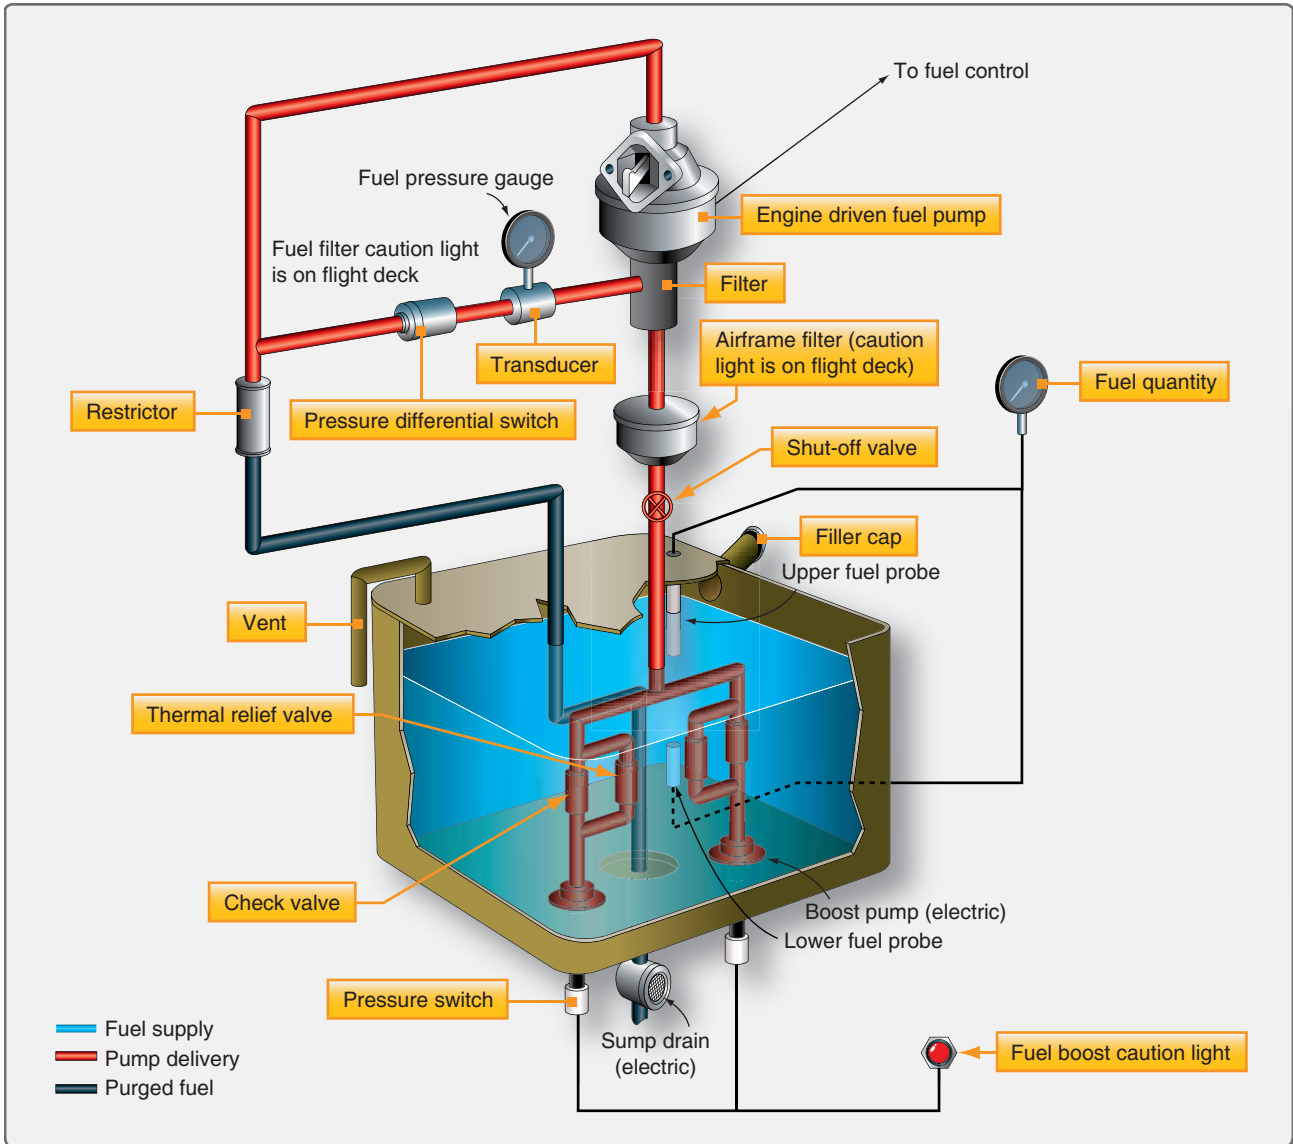 To fuel control
Fuel pressure gauge
Engine driven fuel pump
Fuel filter caution light
is on flight deck
Filter
Airframe filter (caution
light is on flight deck)
Transducer
Fuel quantity
Restrictor
Pressure differential switch
Shut-off valve
Filler cap
Upper fuel probe
Vent
Thermal relief valve
Check valve
Boost pump (electric)
Lower fuel probe
Pressure switch
Fuel supply
Pump delivery
Purged fuel
Sump drain
(electric)
Fuel boost caution light